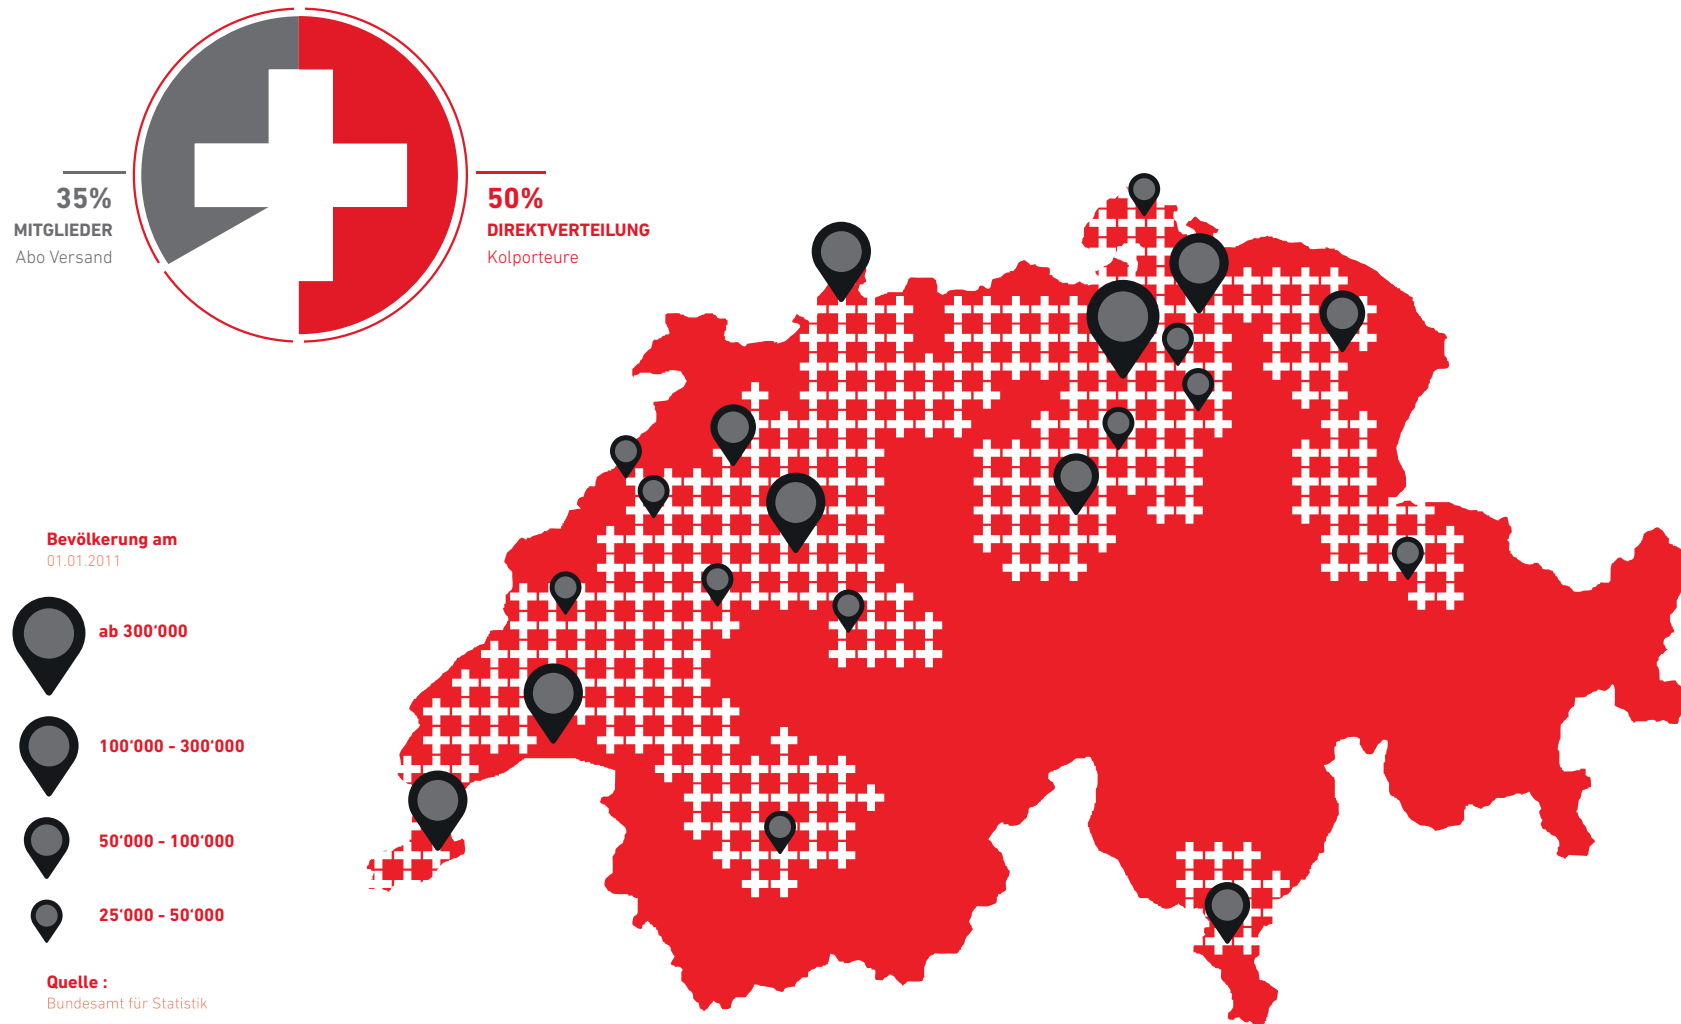 35%
MITGLIEDER
Abo Versand
50%
DIREKTVERTEILUNG
Kolporteure
Bevölkerung am
01.01.2011
ab 300‘000
100‘000 - 300‘000
50‘000 - 100‘000
25‘000 - 50‘000
Quelle :
Bundesamt für Statistik